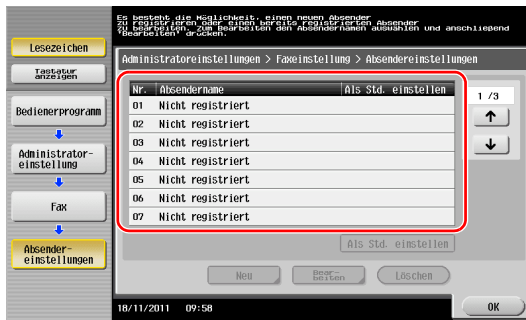 Es besteht die Möglichkeit, einen neuen Absender
zu registrieren oder einen bereits registrierten Absender
zu bearbeiten. Zum Bearbeiten den Absendernamen auswählen und anschließend
"Bearbeiten" drücken.
Lesezeichen
Tastatur
anzeigen
Bedienerprogramm
Administrator-
einstellung
Fax
Absender-
einstellungen
Administratoreinstellungen > Faxeinstellung > Absendereinstellungen
Nr. Absendername Als Std. einstellen
01 Nicht registriert
02 Nicht registriert
03 Nicht registriert
04 Nicht registriert
05 Nicht registriert
06 Nicht registriert
07 Nicht registriert
1 /3
Als Std. einstellen
Neu Bear-
beiten Löschen
18/11/2011 09:58
OK